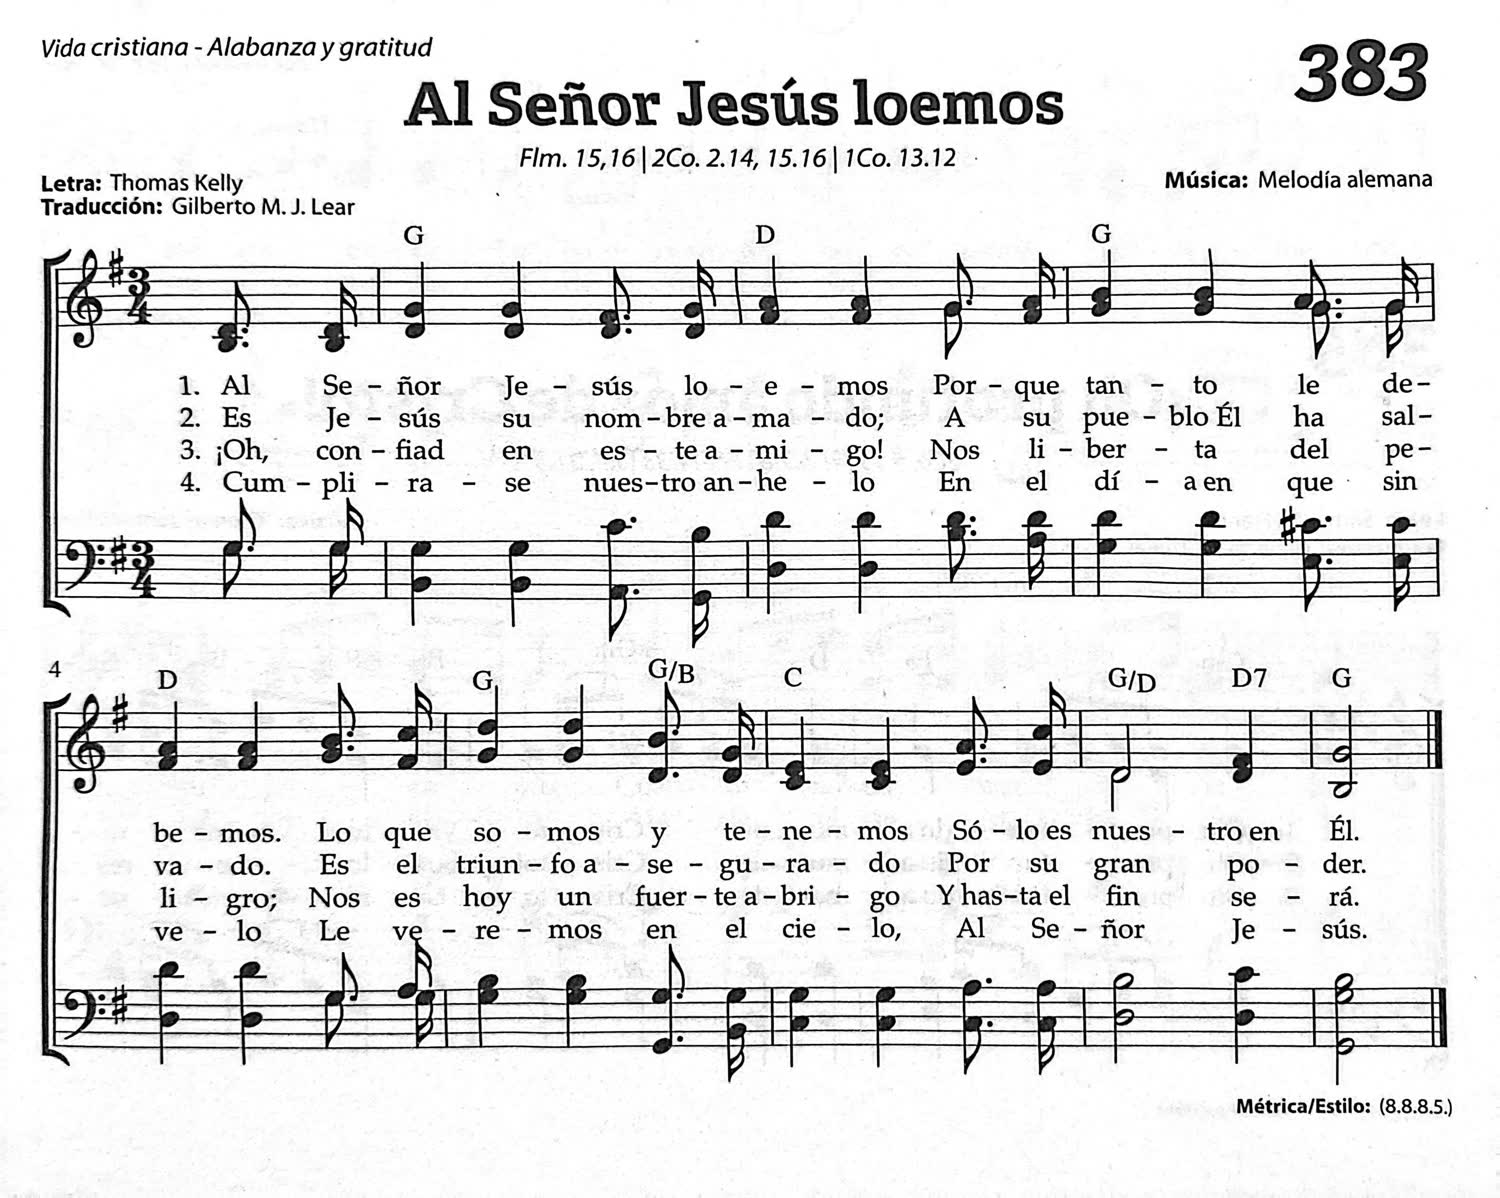 Vida cristiana - Alabanza y gratitud
383
Al Señor Jesús loemos
Flm. 15,16 | 2Co. 2.14, 15.16 | 1Co. 13.12
Letra: Thomas Kelly
Música: Melodía alemana
Traducción: Gilberto M. J. Lear
G D G
3 4
1. Al Se – ñor Je – sús lo – e – mos Por – que tan – to le de –
2. Es Je – sús su nom – bre a – ma – do; A su pue – blo Él ha sal –
3. ¡Oh, con – fiad en es – te a – mi – go! Nos li – ber – ta del pe –
4. Cum – pli – ra – se nues – tro an – he – lo En el dí – a en que sin
3 4
4
D G G/B C G/D D7 G
be – mos. Lo que so – mos y te – ne – mos Só – lo es nues – tro en Él.
va – do. Es el triun – fo a se – gu – ra – do Por su gran po – der.
li – gro; Nos es hoy un fuer – te a – bri – go Y has – ta el fin se – rá.
ve – lo Le ve – re – mos en el cie – lo, Al Se – ñor Je – sús.
Métrica/Estilo: (8.8.8.5.)